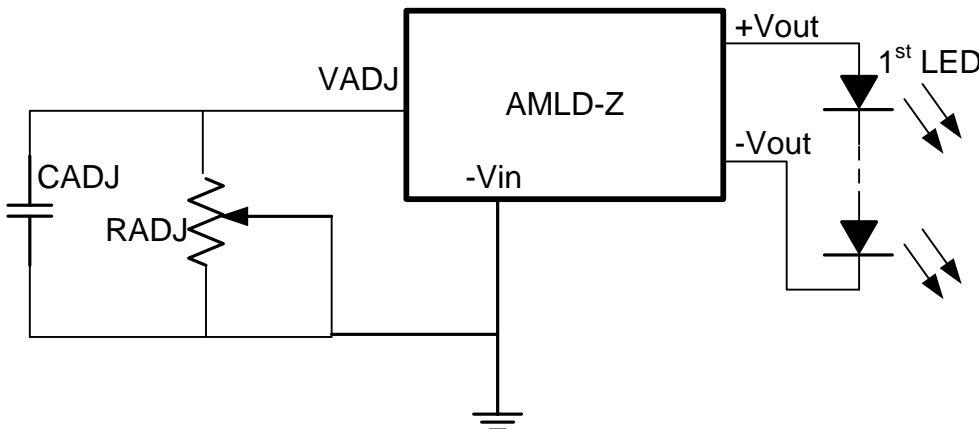 +Vout
1st LED
VADJ
AMLD-Z
-Vout
CADJ
-Vin
RADJ